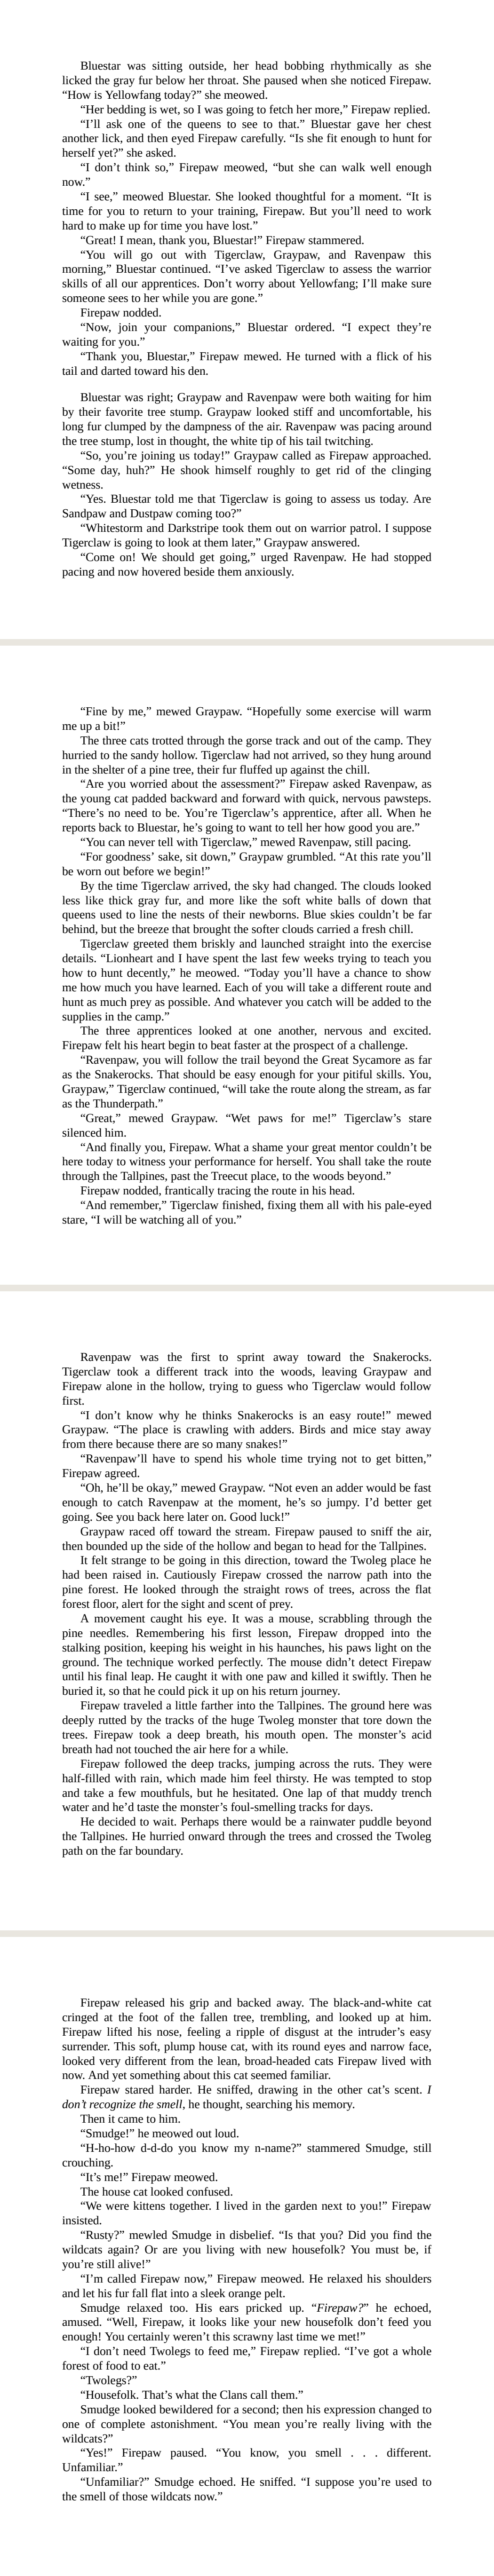 Bluestar was sitting outside, her head bobbing rhythmically as she
licked the gray fur below her throat. She paused when she noticed Firepaw.
“How is Yellowfang today?” she meowed.
“Her bedding is wet, so I was going to fetch her more,” Firepaw replied.
“I’ll ask one of the queens to see to that.” Bluestar gave her chest
another lick, and then eyed Firepaw carefully. “Is she fit enough to hunt for
herself yet?” she asked.
“I don’t think so,” Firepaw meowed, “but she can walk well enough
now.”
“I see,” meowed Bluestar. She looked thoughtful for a moment. “It is
time for you to return to your training, Firepaw. But you’ll need to work
hard to make up for time you have lost.”
“Great! I mean, thank you, Bluestar!” Firepaw stammered.
“You will go out with Tigerclaw, Graypaw, and Ravenpaw this
morning,” Bluestar continued. “I’ve asked Tigerclaw to assess the warrior
skills of all our apprentices. Don’t worry about Yellowfang; I’ll make sure
someone sees to her while you are gone.”
Firepaw nodded.
“Now, join your companions,” Bluestar ordered. “I expect they’re
waiting for you.”
“Thank you, Bluestar,” Firepaw mewed. He turned with a flick of his
tail and darted toward his den.
Bluestar was right; Graypaw and Ravenpaw were both waiting for him
by their favorite tree stump. Graypaw looked stiff and uncomfortable, his
long fur clumped by the dampness of the air. Ravenpaw was pacing around
the tree stump, lost in thought, the white tip of his tail twitching.
“So, you’re joining us today!” Graypaw called as Firepaw approached.
“Some day, huh?” He shook himself roughly to get rid of the clinging
wetness.
“Yes. Bluestar told me that Tigerclaw is going to assess us today. Are
Sandpaw and Dustpaw coming too?”
“Whitestorm and Darkstripe took them out on warrior patrol. I suppose
Tigerclaw is going to look at them later,” Graypaw answered.
“Come on! We should get going,” urged Ravenpaw. He had stopped
pacing and now hovered beside them anxiously.
“Fine by me,” mewed Graypaw. “Hopefully some exercise will warm
me up a bit!”
The three cats trotted through the gorse track and out of the camp. They
hurried to the sandy hollow. Tigerclaw had not arrived, so they hung around
in the shelter of a pine tree, their fur fluffed up against the chill.
“Are you worried about the assessment?” Firepaw asked Ravenpaw, as
the young cat padded backward and forward with quick, nervous pawsteps.
“There’s no need to be. You’re Tigerclaw’s apprentice, after all. When he
reports back to Bluestar, he’s going to want to tell her how good you are.”
“You can never tell with Tigerclaw,” mewed Ravenpaw, still pacing.
“For goodness’ sake, sit down,” Graypaw grumbled. “At this rate you’ll
be worn out before we begin!”
By the time Tigerclaw arrived, the sky had changed. The clouds looked
less like thick gray fur, and more like the soft white balls of down that
queens used to line the nests of their newborns. Blue skies couldn’t be far
behind, but the breeze that brought the softer clouds carried a fresh chill.
Tigerclaw greeted them briskly and launched straight into the exercise
details. “Lionheart and I have spent the last few weeks trying to teach you
how to hunt decently,” he meowed. “Today you’ll have a chance to show
me how much you have learned. Each of you will take a different route and
hunt as much prey as possible. And whatever you catch will be added to the
supplies in the camp.”
The three apprentices looked at one another, nervous and excited.
Firepaw felt his heart begin to beat faster at the prospect of a challenge.
“Ravenpaw, you will follow the trail beyond the Great Sycamore as far
as the Snakerocks. That should be easy enough for your pitiful skills. You,
Graypaw,” Tigerclaw continued, “will take the route along the stream, as far
as the Thunderpath.”
“Great,” mewed Graypaw. “Wet paws for me!” Tigerclaw’s stare
silenced him.
“And finally you, Firepaw. What a shame your great mentor couldn’t be
here today to witness your performance for herself. You shall take the route
through the Tallpines, past the Treecut place, to the woods beyond.”
Firepaw nodded, frantically tracing the route in his head.
“And remember,” Tigerclaw finished, fixing them all with his pale-eyed
stare, “I will be watching all of you.”
Ravenpaw was the first to sprint away toward the Snakerocks.
Tigerclaw took a different track into the woods, leaving Graypaw and
Firepaw alone in the hollow, trying to guess who Tigerclaw would follow
first.
“I don’t know why he thinks Snakerocks is an easy route!” mewed
Graypaw. “The place is crawling with adders. Birds and mice stay away
from there because there are so many snakes!”
“Ravenpaw’ll have to spend his whole time trying not to get bitten,”
Firepaw agreed.
“Oh, he’ll be okay,” mewed Graypaw. “Not even an adder would be fast
enough to catch Ravenpaw at the moment, he’s so jumpy. I’d better get
going. See you back here later on. Good luck!”
Graypaw raced off toward the stream. Firepaw paused to sniff the air,
then bounded up the side of the hollow and began to head for the Tallpines.
It felt strange to be going in this direction, toward the Twoleg place he
had been raised in. Cautiously Firepaw crossed the narrow path into the
pine forest. He looked through the straight rows of trees, across the flat
forest floor, alert for the sight and scent of prey.
A movement caught his eye. It was a mouse, scrabbling through the
pine needles. Remembering his first lesson, Firepaw dropped into the
stalking position, keeping his weight in his haunches, his paws light on the
ground. The technique worked perfectly. The mouse didn’t detect Firepaw
until his final leap. He caught it with one paw and killed it swiftly. Then he
buried it, so that he could pick it up on his return journey.
Firepaw traveled a little farther into the Tallpines. The ground here was
deeply rutted by the tracks of the huge Twoleg monster that tore down the
trees. Firepaw took a deep breath, his mouth open. The monster’s acid
breath had not touched the air here for a while.
Firepaw followed the deep tracks, jumping across the ruts. They were
half-filled with rain, which made him feel thirsty. He was tempted to stop
and take a few mouthfuls, but he hesitated. One lap of that muddy trench
water and he’d taste the monster’s foul-smelling tracks for days.
He decided to wait. Perhaps there would be a rainwater puddle beyond
the Tallpines. He hurried onward through the trees and crossed the Twoleg
path on the far boundary.
Firepaw released his grip and backed away. The black-and-white cat
cringed at the foot of the fallen tree, trembling, and looked up at him.
Firepaw lifted his nose, feeling a ripple of disgust at the intruder’s easy
surrender. This soft, plump house cat, with its round eyes and narrow face,
looked very different from the lean, broad-headed cats Firepaw lived with
now. And yet something about this cat seemed familiar.
Firepaw stared harder. He sniffed, drawing in the other cat’s scent. I
don’t recognize the smell, he thought, searching his memory.
Then it came to him.
“Smudge!” he meowed out loud.
“H-ho-how d-d-do you know my n-name?” stammered Smudge, still
crouching.
“It’s me!” Firepaw meowed.
The house cat looked confused.
“We were kittens together. I lived in the garden next to you!” Firepaw
insisted.
“Rusty?” mewled Smudge in disbelief. “Is that you? Did you find the
wildcats again? Or are you living with new housefolk? You must be, if
you’re still alive!”
“I’m called Firepaw now,” Firepaw meowed. He relaxed his shoulders
and let his fur fall flat into a sleek orange pelt.
Smudge relaxed too. His ears pricked up. “Firepaw?” he echoed,
amused. “Well, Firepaw, it looks like your new housefolk don’t feed you
enough! You certainly weren’t this scrawny last time we met!”
“I don’t need Twolegs to feed me,” Firepaw replied. “I’ve got a whole
forest of food to eat.”
“Twolegs?”
“Housefolk. That’s what the Clans call them.”
Smudge looked bewildered for a second; then his expression changed to
one of complete astonishment. “You mean you’re really living with the
wildcats?”
“Yes!” Firepaw paused. “You know, you smell . . . different.
Unfamiliar.”
“Unfamiliar?” Smudge echoed. He sniffed. “I suppose you’re used to
the smell of those wildcats now.”